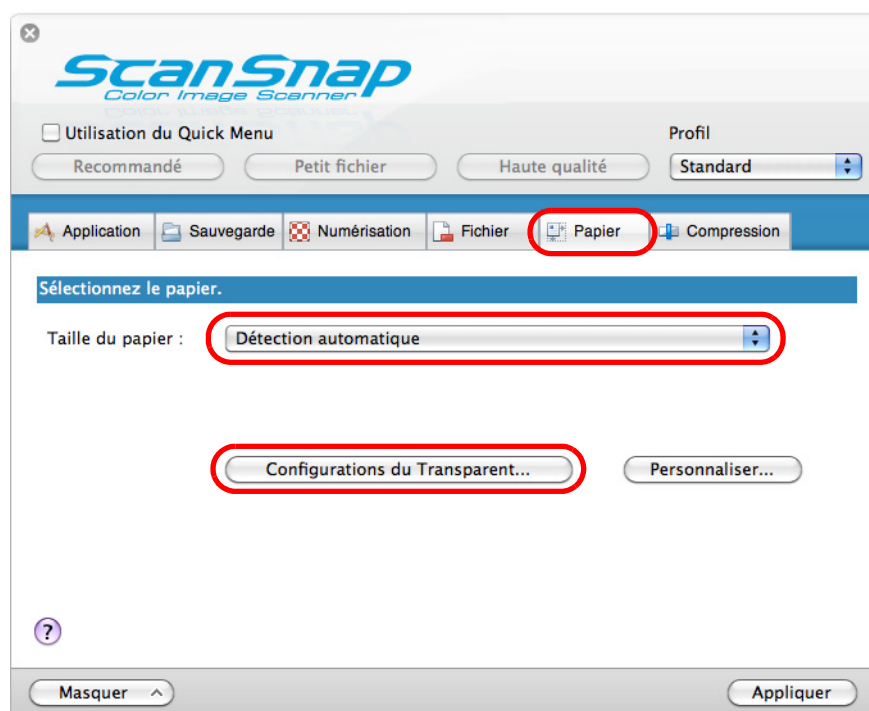 ScanSnap
Color Image Scanner
Utilisation du Quick Menu
Profil
Recommandé Petit fichier Haute qualité Standard
Application Sauvegarde Numérisation Fichier Papier Compression
Sélectionnez le papier.
Taille du papier : Détection automatique
Configurations du Transparent... Personnaliser...
?
Masquer Appliquer